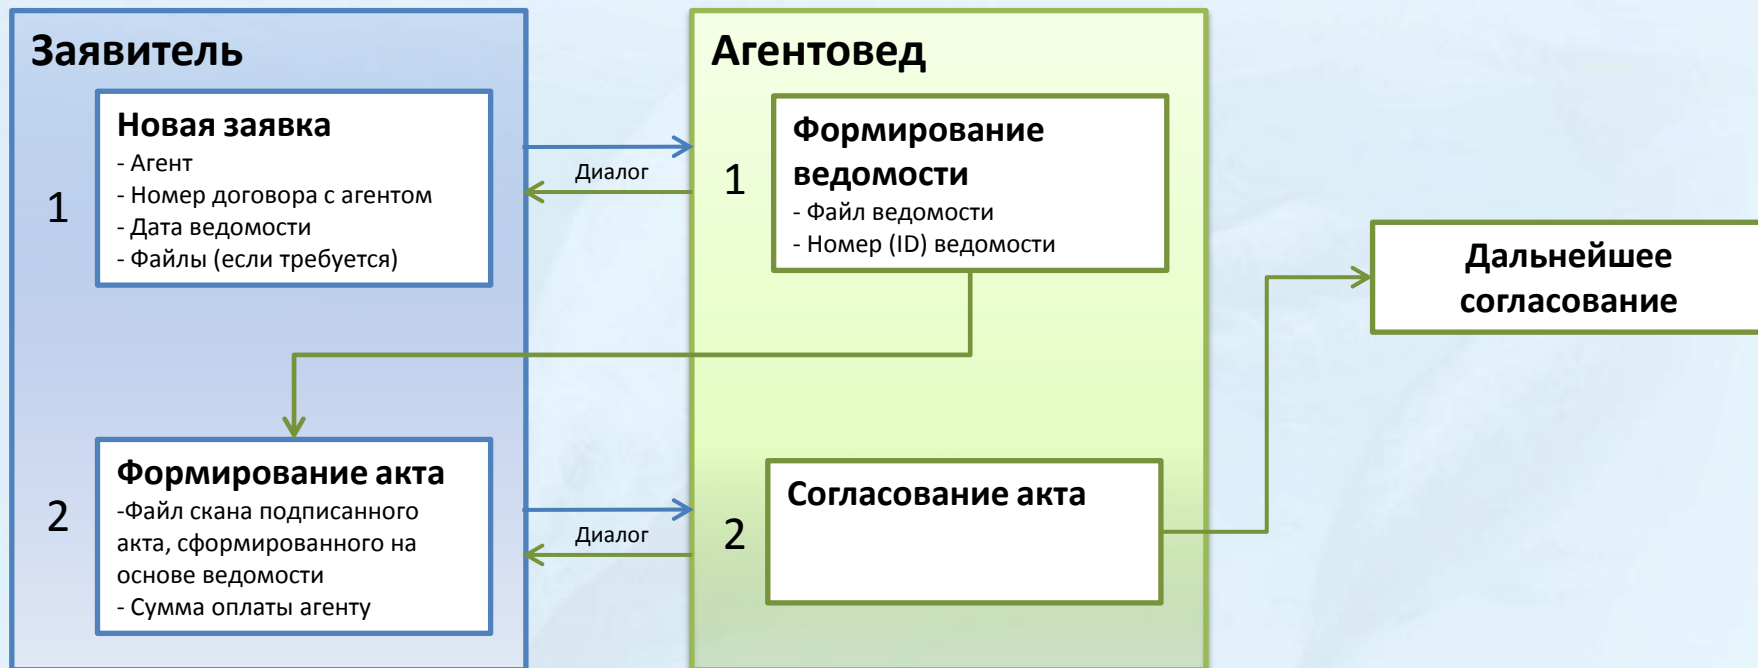 Заявитель
1
Новая заявка
- Агент
- Номер договора с агентом
- Дата ведомости
- Файлы (если требуется)
Диалог
Агентовед
1
Формирование
ведомости
- Файл ведомости
- Номер (ID) ведомости
Дальнейшее
согласование
2
Формирование акта
-Файл скана подписанного
акта, сформированного на
основе ведомости
- Сумма оплаты агенту
Диалог
2
Согласование акта